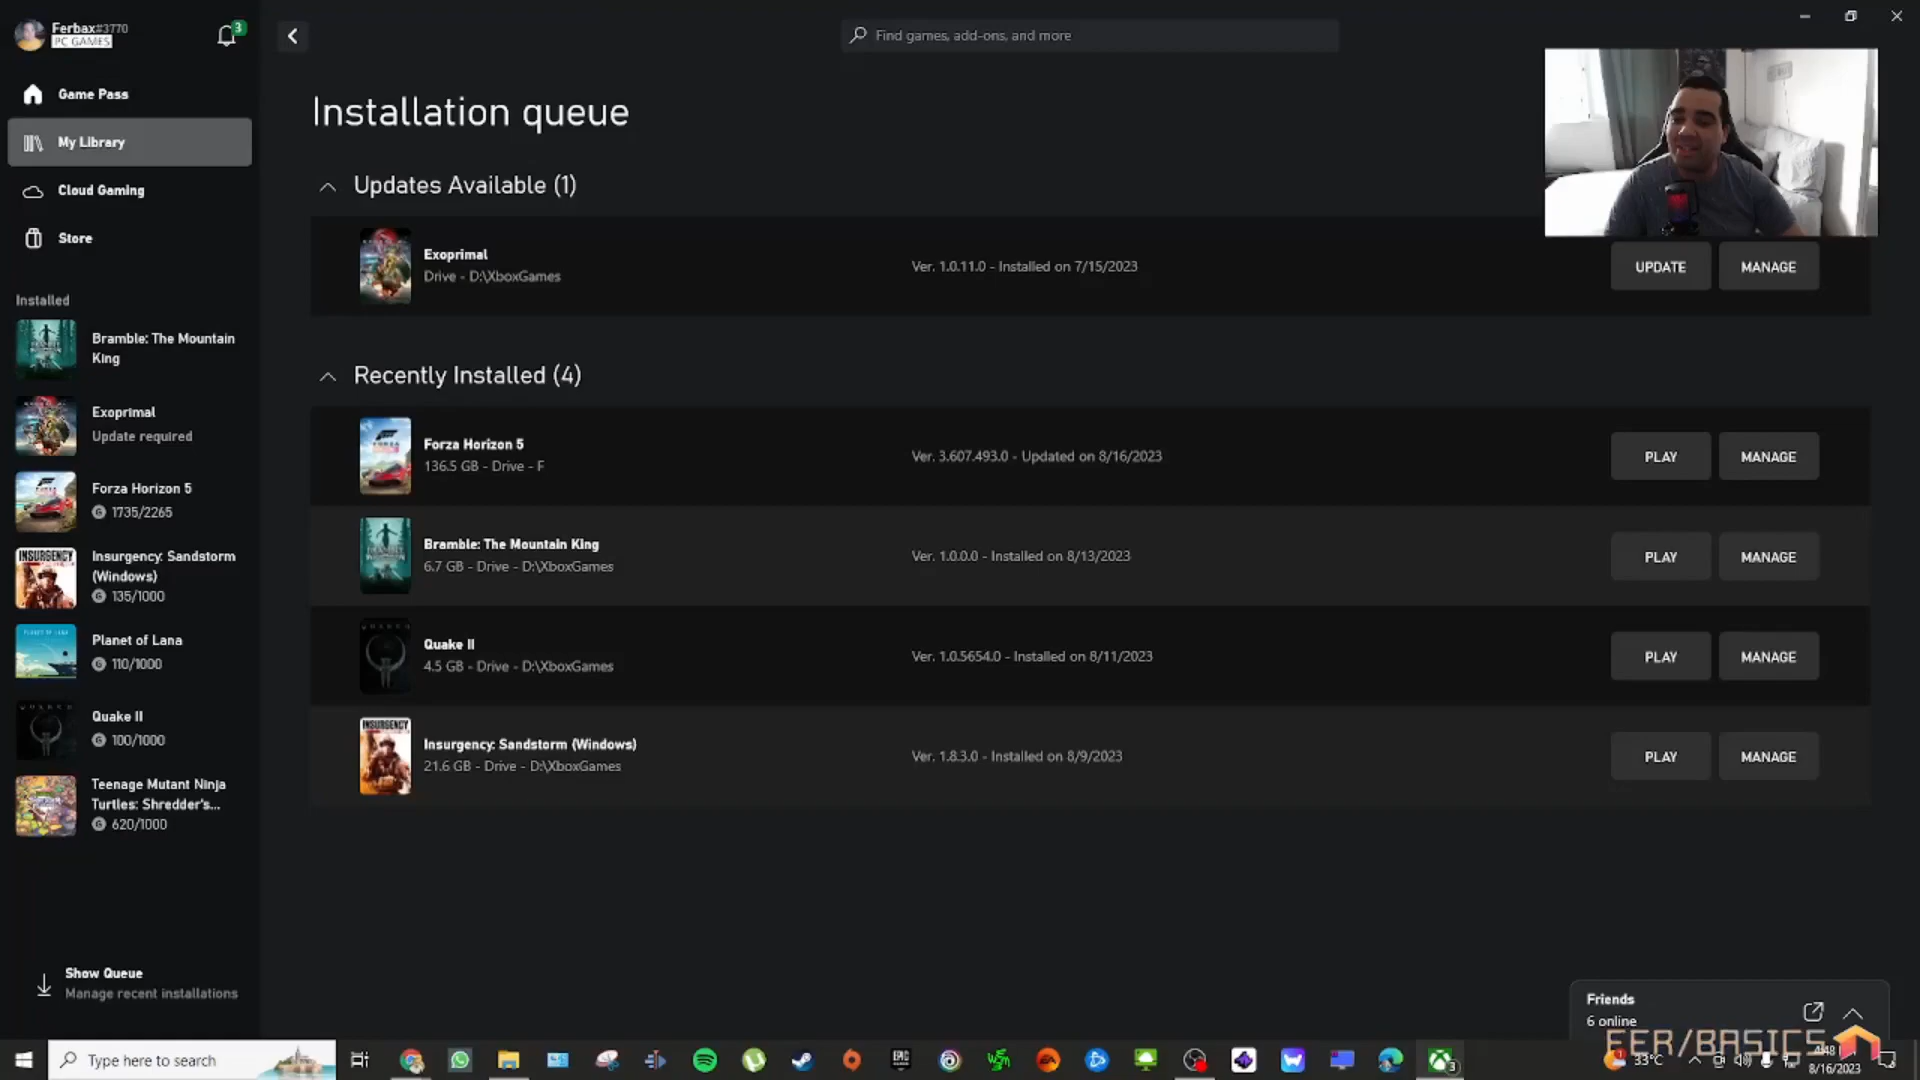 Ferbax#3770
PC GAMES
3
Find games, add-ons, and more
Game Pass
My Library
Cloud Gaming
Store
Installed
Bramble: The Mountain
King
Exoprimal
Update required
Forza Horizon 5
1735/2265
Insurgency: Sandstorm
(Windows)
135/1000
Planet of Lana
110/1000
Quake II
100/1000
Teenage Mutant Ninja
Turtles: Shredder's...
620/1000
Show Queue
Manage recent installations
Installation queue
Updates Available (1)
Exoprimal
Drive - D:\XboxGames
Ver. 1.0.11.0 - Installed on 7/15/2023
UPDATE
MANAGE
Recently Installed (4)
Forza Horizon 5
136.5 GB - Drive - F
Ver. 3.607.493.0 - Updated on 8/16/2023
PLAY
MANAGE
Bramble: The Mountain King
6.7 GB - Drive - D:\XboxGames
Ver. 1.0.0.0 - Installed on 8/13/2023
PLAY
MANAGE
Quake II
4.5 GB - Drive - D:\XboxGames
Ver. 1.0.5654.0 - Installed on 8/11/2023
PLAY
MANAGE
INSURGENCY
Insurgency: Sandstorm (Windows)
21.6 GB - Drive - D:\XboxGames
Ver. 1.8.3.0 - Installed on 8/9/2023
PLAY
MANAGE
Friends
6 online
FER/BASICS
Type here to search
EPIC
3
33°C
8/16/2023